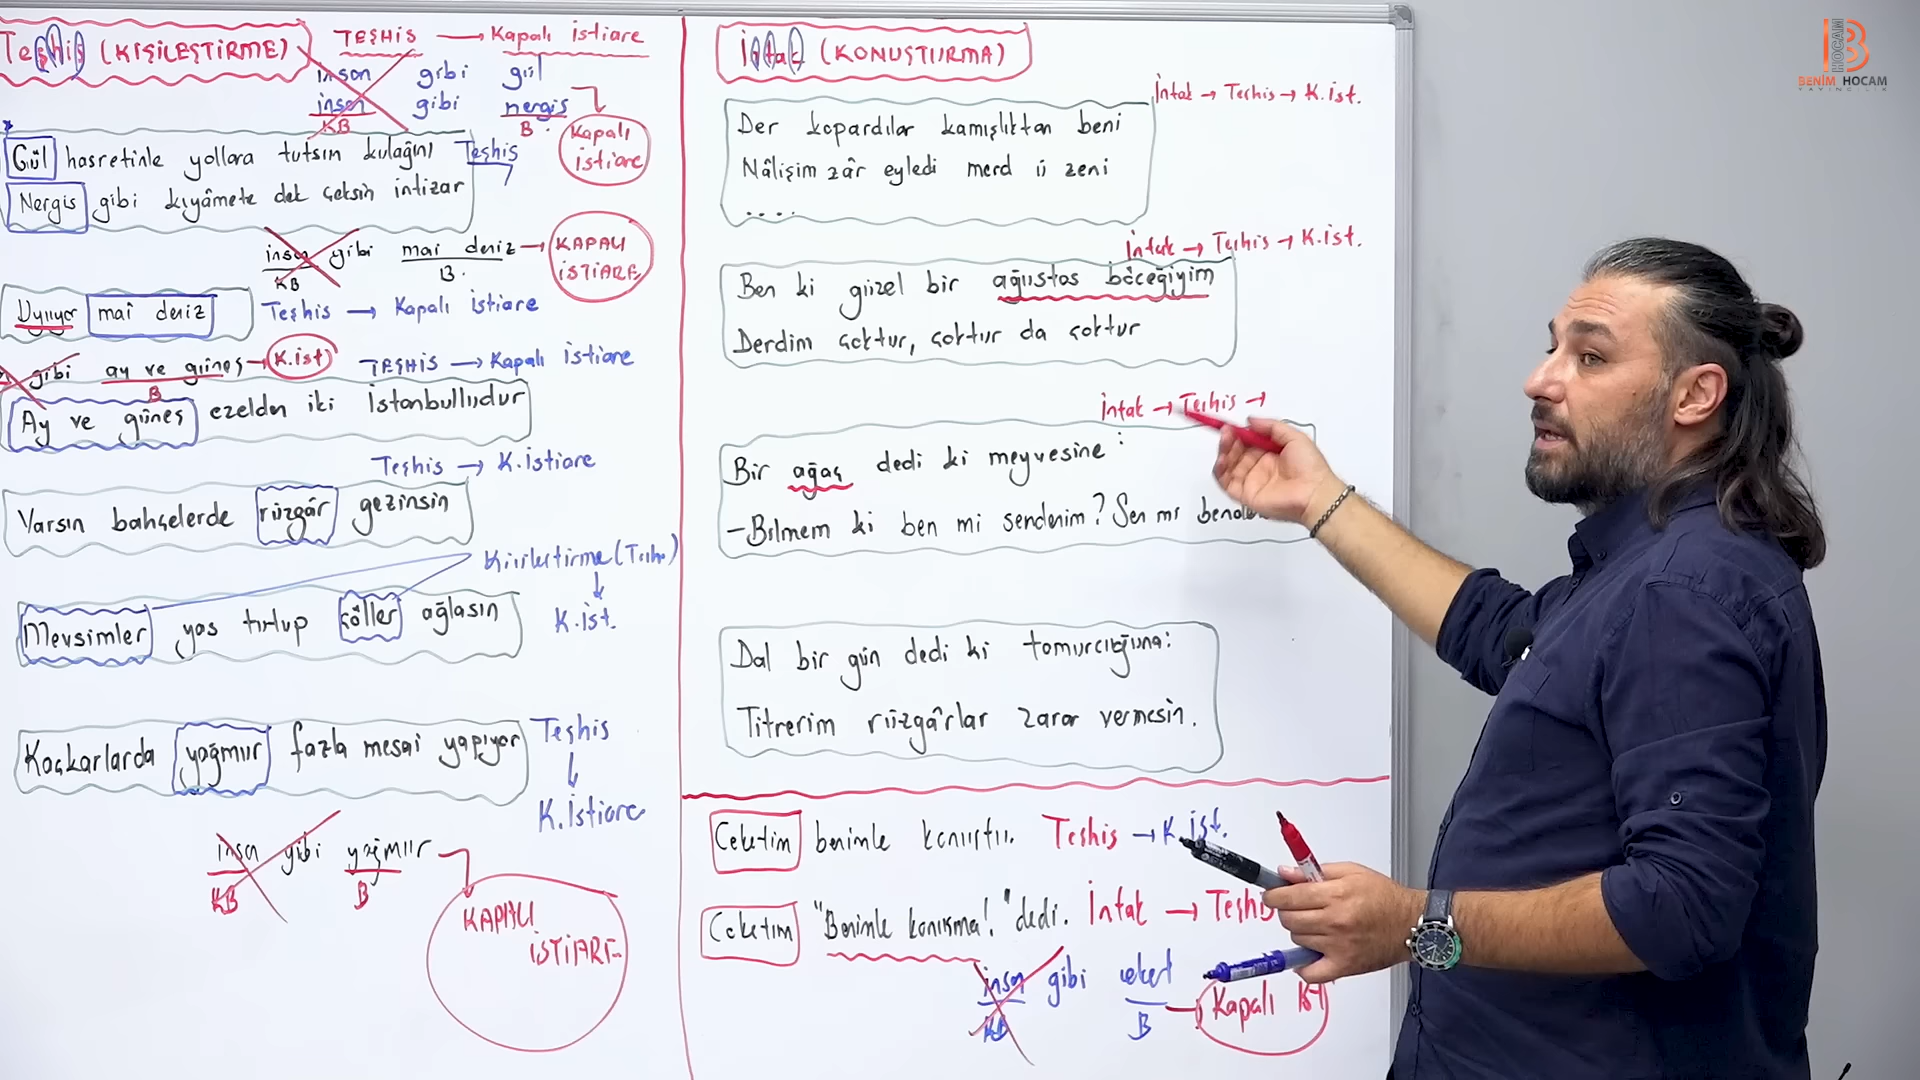 Teşhis (KİŞİLEŞTİRME)
TEŞHİS → Kapalı istiare
insan gibi gül
insan gibi nergis
KB B.
Kapalı
istiare
Gül hasretinle yollara tutsın kulağını
Teşhis
Nergis gibi kıyâmete dek çeksin intizar
insan gibi mai deniz → KAPALI
İSTİARE
KB B.
Uyuyor mai deniz
Teşhis → Kapalı istiare
gibi ay ve güneş → K.ist
B
TEŞHİS → Kapalı istiare
Ay ve güneş ezelden iki İstanbulludur
Teşhis → K.istiare
Varsın bahçelerde rüzgâr gezinsin
Kişileştirme (Teşhis)
K.ist.
Mevsimler yas tutup çöller ağlasın
Kaçkarlarda yağmur fazla mesai yapıyor
Teşhis
K.İstiare
insan gibi yağmur
KB B
KAPALI
İSTİARE
İntak (KONUŞTURMA)
İntak → Teşhis → K.ist.
Der kopardılar kamışlıktan beni
Nâlişim zâr eyledi merd ü zeni
....
İntak → Teşhis → K.ist.
Ben ki güzel bir ağustos böceğiyim
Derdim çoktur, çoktur da çoktur
İntak → Teşhis →
Bir ağaç dedi ki meyvesine :
-Bilmem ki ben mi sendenim? Sen mi
Dal bir gün dedi ki tomurcuğuna:
Titrerim rüzgârlar zarar vermesin.
Ceketim benimle konuştu. Teşhis → K.ist.
Ceketim "Benimle konuşma!" dedi. İntak → Teşhis
insan gibi ceket
KB B
Kapalı ist
BENİM HOCAM
YAYINCILIK